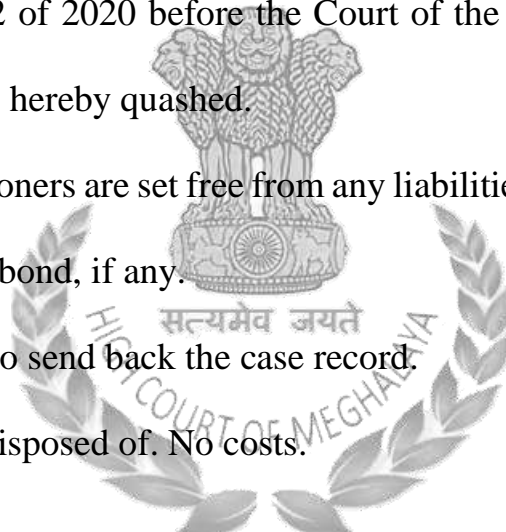 2 of 2020 before the Court of the
hereby quashed.
oners are set free from any liabilitie
bond, if any.
सत्यमेव जयते
o send back the case record.
HIGH COURT OF MEGHALAYA
isposed of. No costs.